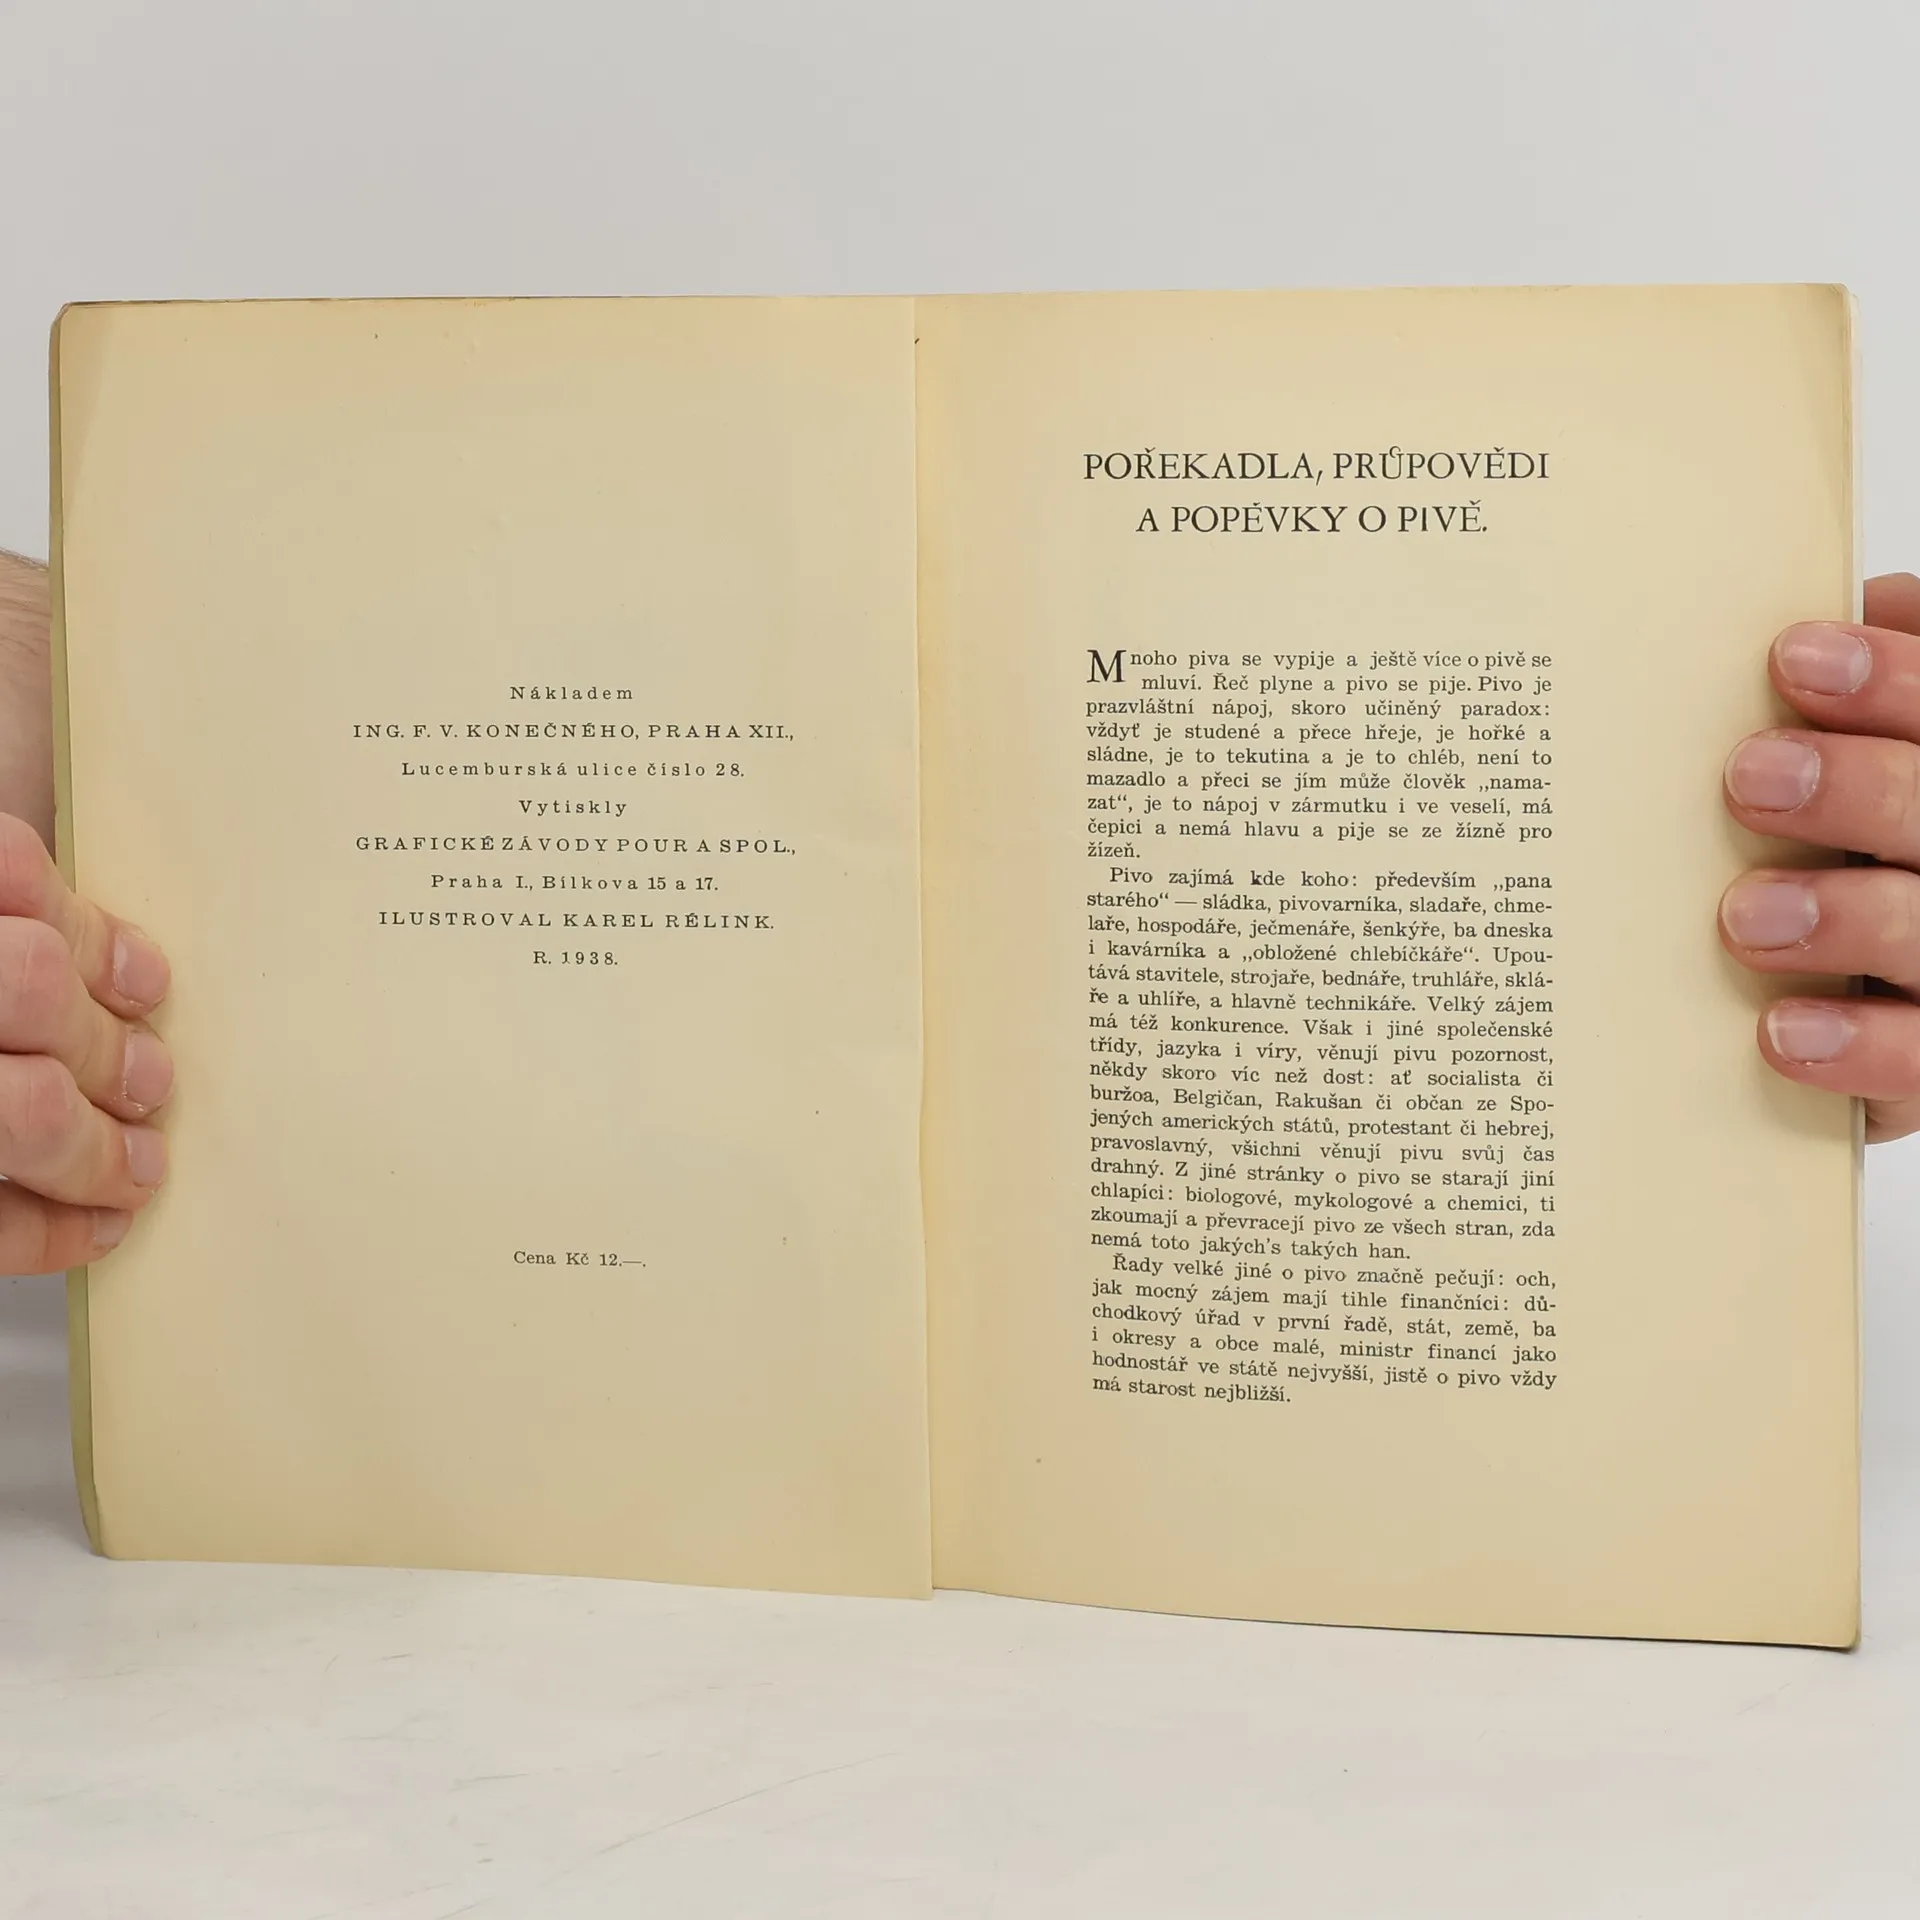 Nákladem
ING. F. V. KONEČNÉHO, PRAHA XII.,
Lucemburská ulice číslo 28.
Vytiskly
GRAFICKÉ ZÁVODY POUR A SPOL.,
Praha I., Bílkova 15 a 17.
ILUSTROVAL KAREL RÉLINK.
R. 1938.
Cena Kč 12.—.
POŘEKADLA, PRŮPOVĚDI
A POPĚVKY O PIVĚ.
Mnoho piva se vypije a ještě více o pivě se
mluví. Řeč plyne a pivo se pije. Pivo je
prazvláštní nápoj, skoro učiněný paradox:
vždyť je studené a přece hřeje, je hořké a
sládne, je to tekutina a je to chléb, není to
mazadlo a přeci se jím může člověk „nama-
zat“, je to nápoj v zármutku i ve veselí, má
čepici a nemá hlavu a pije se ze žízně pro
žízeň.
Pivo zajímá kde koho: především „pana
starého“ — sládka, pivovarníka, sladaře, chme-
laře, hospodáře, ječmenáře, šenkýře, ba dneska
i kavárníka a „obložené chlebíčkáře“. Upou-
tává stavitele, strojaře, bednáře, truhláře, sklá-
ře a uhlíře, a hlavně technikáře. Velký zájem
má též konkurence. Však i jiné společenské
třídy, jazyka i víry, věnují pivu pozornost,
někdy skoro víc než dost: ať socialista či
buržoa, Belgičan, Rakušan či občan ze Spo-
jených amerických států, protestant či hebrej,
pravoslavný, všichni věnují pivu svůj čas
drahný. Z jiné stránky o pivo se starají jiní
chlapíci: biologové, mykologové a chemici, ti
zkoumají a převracejí pivo ze všech stran, zda
nemá toto jakých's takých han.
Řady velké jiné o pivo značně pečují: och,
jak mocný zájem mají tihle finančníci: dů-
chodkový úřad v první řadě, stát, země, ba
i okresy a obce malé, ministr financí jako
hodnostář ve státě nejvyšší, jistě o pivo vždy
má starost nejbližší.